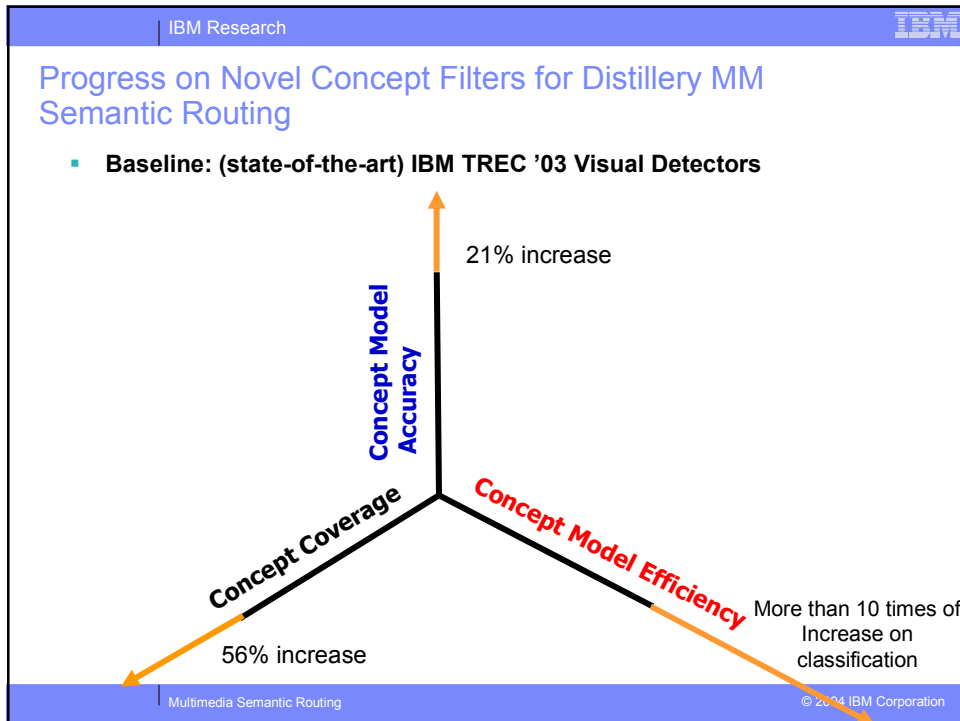 IBM Research
IBM
Progress on Novel Concept Filters for Distillery MM
Semantic Routing
Baseline: (state-of-the-art) IBM TREC '03 Visual Detectors
21% increase
Concept Model
Accuracy
Concept Coverage
Concept Model Efficiency
56% increase
More than 10 times of
Increase on
classification
Multimedia Semantic Routing
© 2004 IBM Corporation